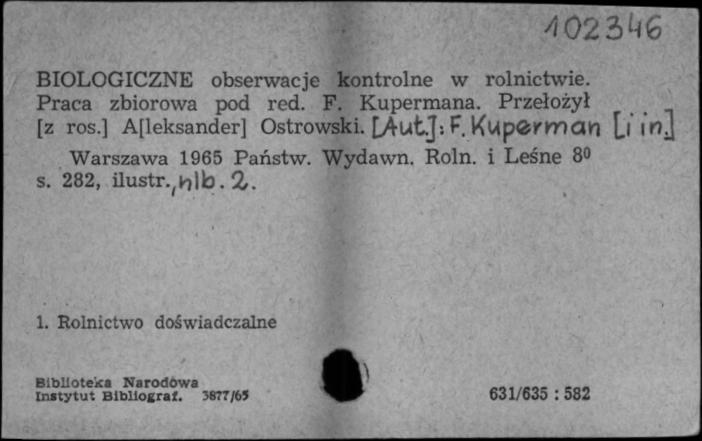 102346
BIOLOGICZNE obserwacje kontrolne w rolnictwie.
Praca zbiorowa pod red. F. Kupermana. Przełożył
[z ros.] A[leksander] Ostrowski. [Aut.]: F. Kuperman [i in.]
Warszawa 1965 Państw. Wydawn. Roln. i Leśne 8⁰
s. 282, ilustr., nlb. 2.
1. Rolnictwo doświadczalne
Biblioteka Narodowa
Instytut Bibliograf. 3877/65
631/635 : 582